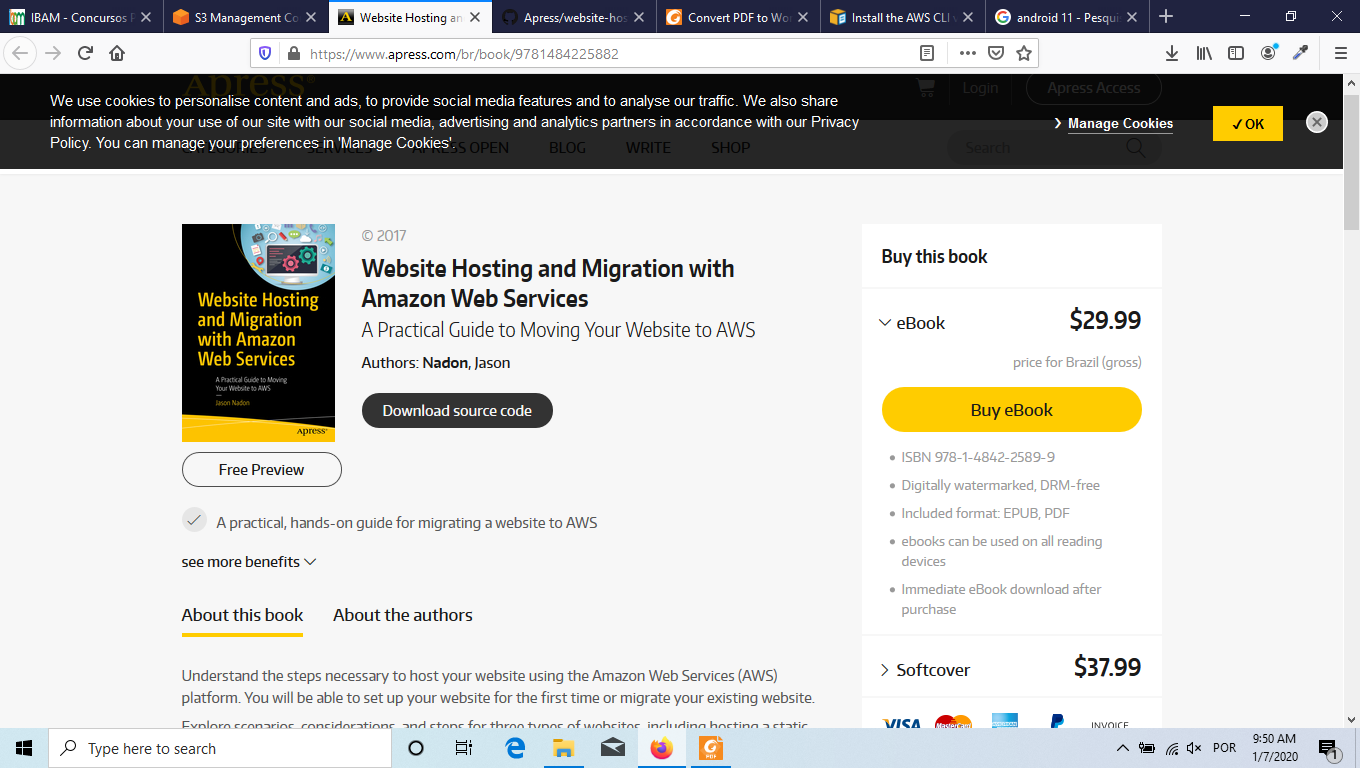 IBAM - Concursos P
S3 Management Co
Website Hosting an
Apress/website-hos
Convert PDF to Wor
Install the AWS CLI v
android 11 - Pesquis
https://www.apress.com/br/book/9781484225882
Apress®
Login
Apress Access
We use cookies to personalise content and ads, to provide social media features and to analyse our traffic. We also share
information about your use of our site with our social media, advertising and analytics partners in accordance with our Privacy
Policy. You can manage your preferences in 'Manage Cookies'.
Manage Cookies
✓ OK
CATEGORIES
SERVICES
APRESS OPEN
BLOG
WRITE
SHOP
Search
Website Hosting
and Migration
with Amazon
Web Services
A Practical Guide to Moving
Your Website to AWS
Jason Nadon
Apress®
© 2017
Website Hosting and Migration with
Amazon Web Services
A Practical Guide to Moving Your Website to AWS
Authors: Nadon, Jason
Download source code
Free Preview
A practical, hands-on guide for migrating a website to AWS
see more benefits
About this book
About the authors
Understand the steps necessary to host your website using the Amazon Web Services (AWS)
platform. You will be able to set up your website for the first time or migrate your existing website.
Explore scenarios, considerations, and steps for three types of websites, including hosting a static
Buy this book
eBook
$29.99
price for Brazil (gross)
Buy eBook
• ISBN 978-1-4842-2589-9
• Digitally watermarked, DRM-free
• Included format: EPUB, PDF
• ebooks can be used on all reading
devices
• Immediate eBook download after
purchase
Softcover
$37.99
VISA
MasterCard
INVOICE
Type here to search
PDF
POR
9:50 AM
1/7/2020
1